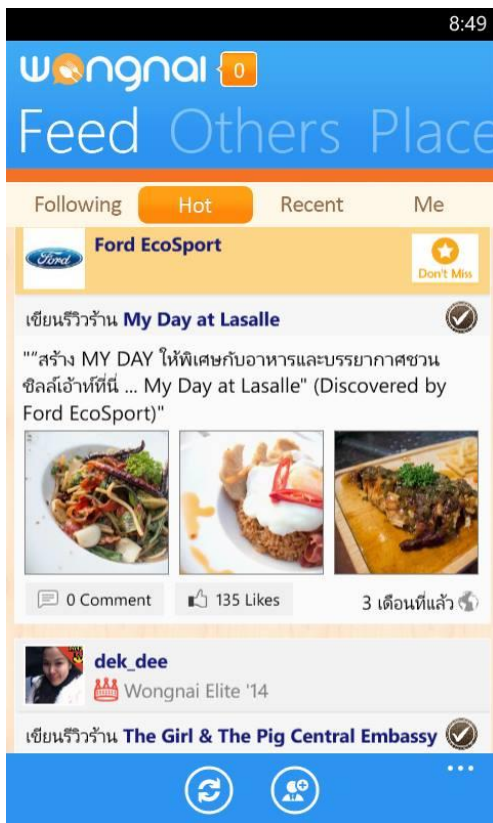 8:49
wongnai 0
Feed Others Place
Following Hot Recent Me
Ford
Ford EcoSport
Don't Miss
เขียนรีวิวร้าน My Day at Lasalle
"“สร้าง MY DAY ให้พิเศษกับอาหารและบรรยากาศชวน
ชิลล์เอ้าท์ที่นี่ ... My Day at Lasalle" (Discovered by
Ford EcoSport)"
0 Comment 135 Likes 3 เดือนที่แล้ว
dek_dee
Wongnai Elite '14
เขียนรีวิวร้าน The Girl & The Pig Central Embassy